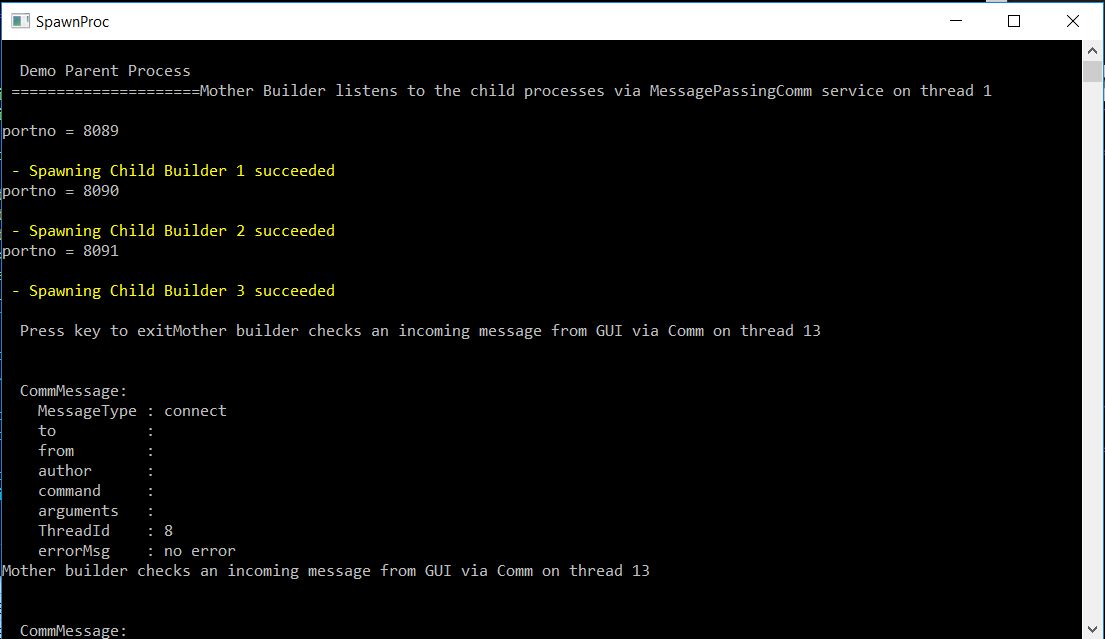 SpawnProc
Demo Parent Process
=====================Mother Builder listens to the child processes via MessagePassingComm service on thread 1
portno = 8089
- Spawning Child Builder 1 succeeded
portno = 8090
- Spawning Child Builder 2 succeeded
portno = 8091
- Spawning Child Builder 3 succeeded
Press key to exitMother builder checks an incoming message from GUI via Comm on thread 13
CommMessage:
MessageType : connect
to          :
from        :
author      :
command     :
arguments   :
ThreadId    : 8
errorMsg    : no error
Mother builder checks an incoming message from GUI via Comm on thread 13
CommMessage: